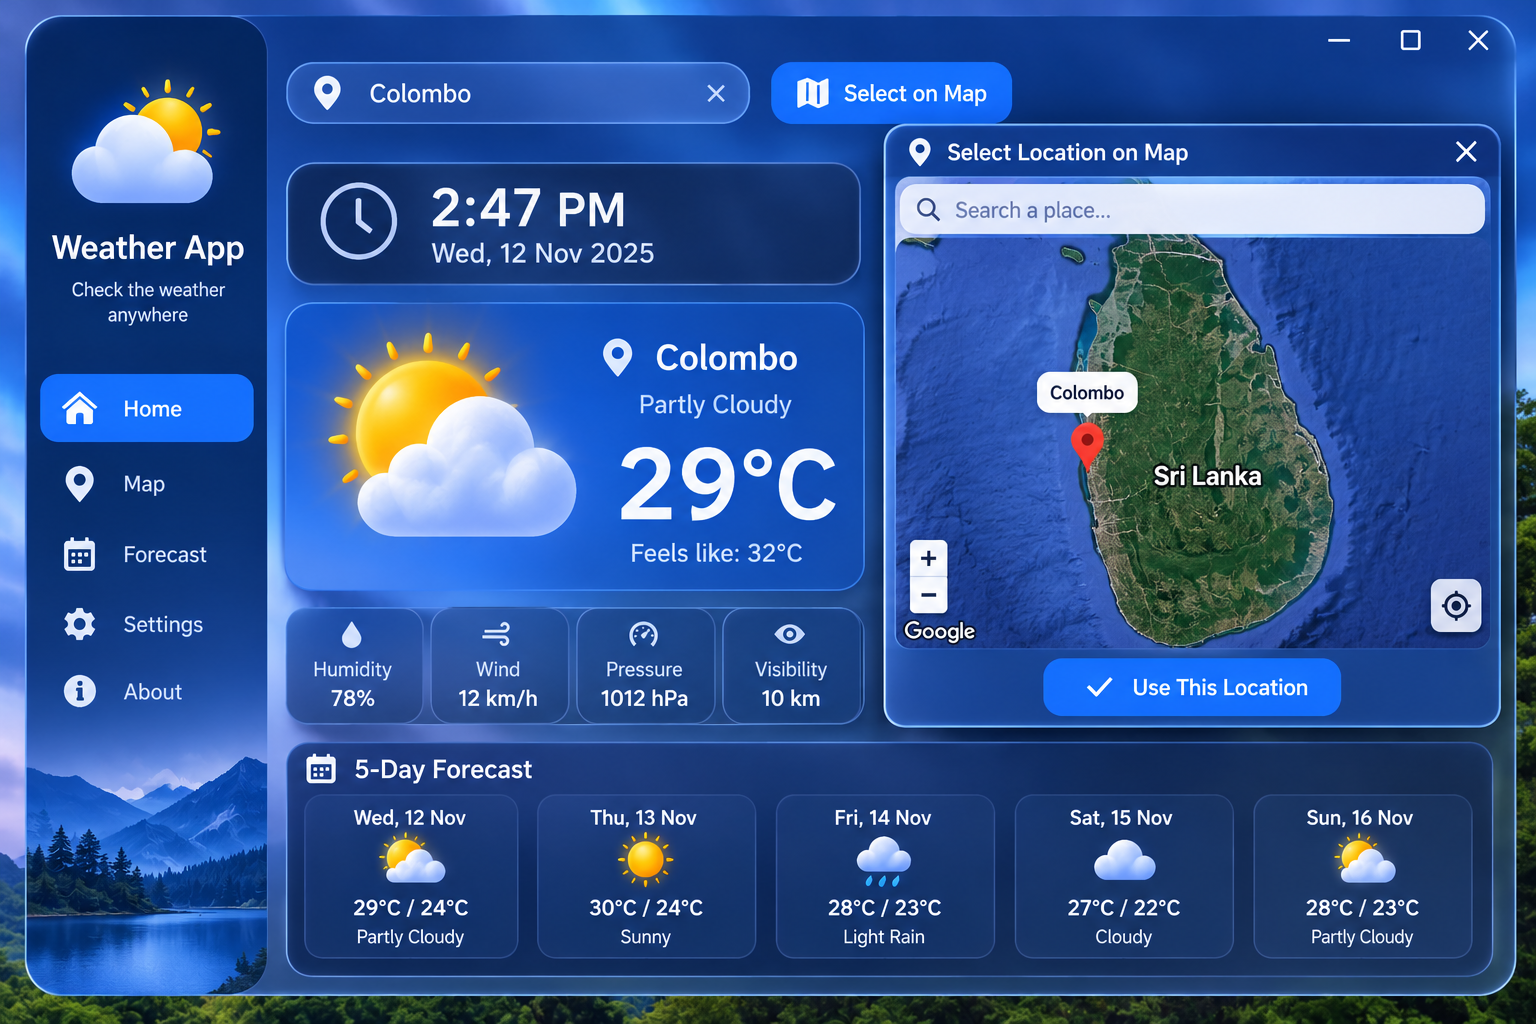 Weather App
Check the weather
anywhere
Home
Map
Forecast
Settings
About
Colombo
Select on Map
2:47 PM
Wed, 12 Nov 2025
Colombo
Partly Cloudy
29°C
Feels like: 32°C
Humidity
78%
Wind
12 km/h
Pressure
1012 hPa
Visibility
10 km
Select Location on Map
Search a place...
Colombo
Sri Lanka
+
−
Google
Use This Location
5-Day Forecast
Wed, 12 Nov
29°C / 24°C
Partly Cloudy
Thu, 13 Nov
30°C / 24°C
Sunny
Fri, 14 Nov
28°C / 23°C
Light Rain
Sat, 15 Nov
27°C / 22°C
Cloudy
Sun, 16 Nov
28°C / 23°C
Partly Cloudy